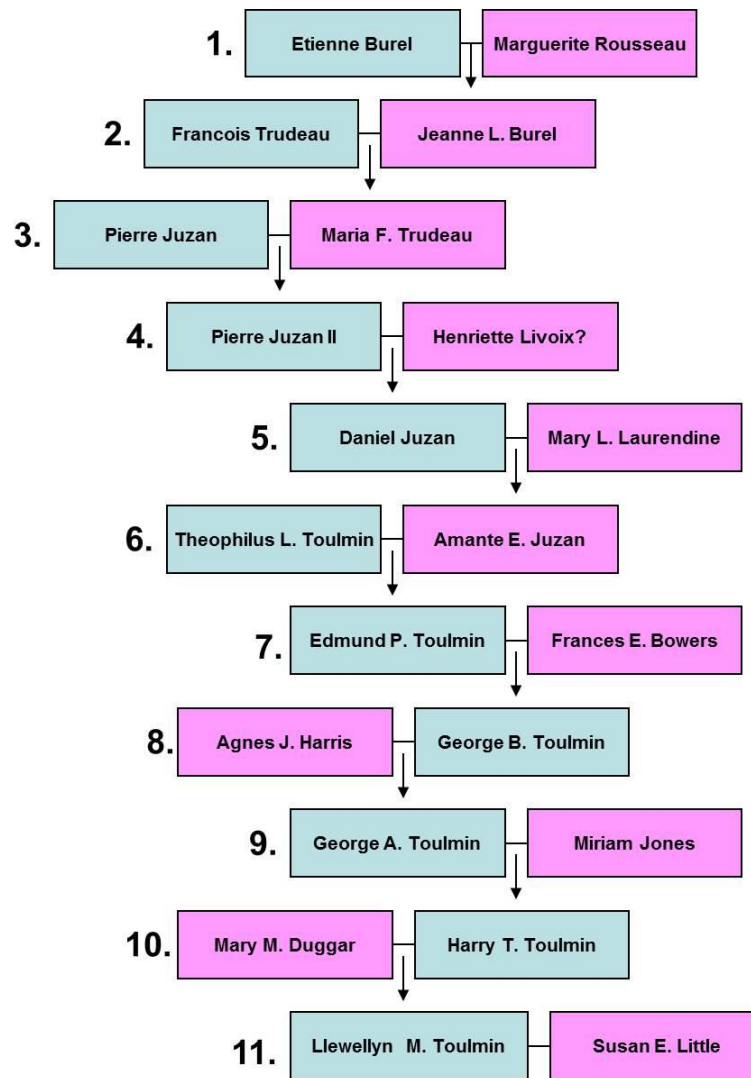 1. Etienne Burel Marguerite Rousseau
2. Francois Trudeau Jeanne L. Burel
3. Pierre Juzan Maria F. Trudeau
4. Pierre Juzan II Henriette Livoix?
5. Daniel Juzan Mary L. Laurendine
6. Theophilus L. Toulmin Amante E. Juzan
7. Edmund P. Toulmin Frances E. Bowers
8. Agnes J. Harris George B. Toulmin
9. George A. Toulmin Miriam Jones
10. Mary M. Duggar Harry T. Toulmin
11. Llewellyn M. Toulmin Susan E. Little